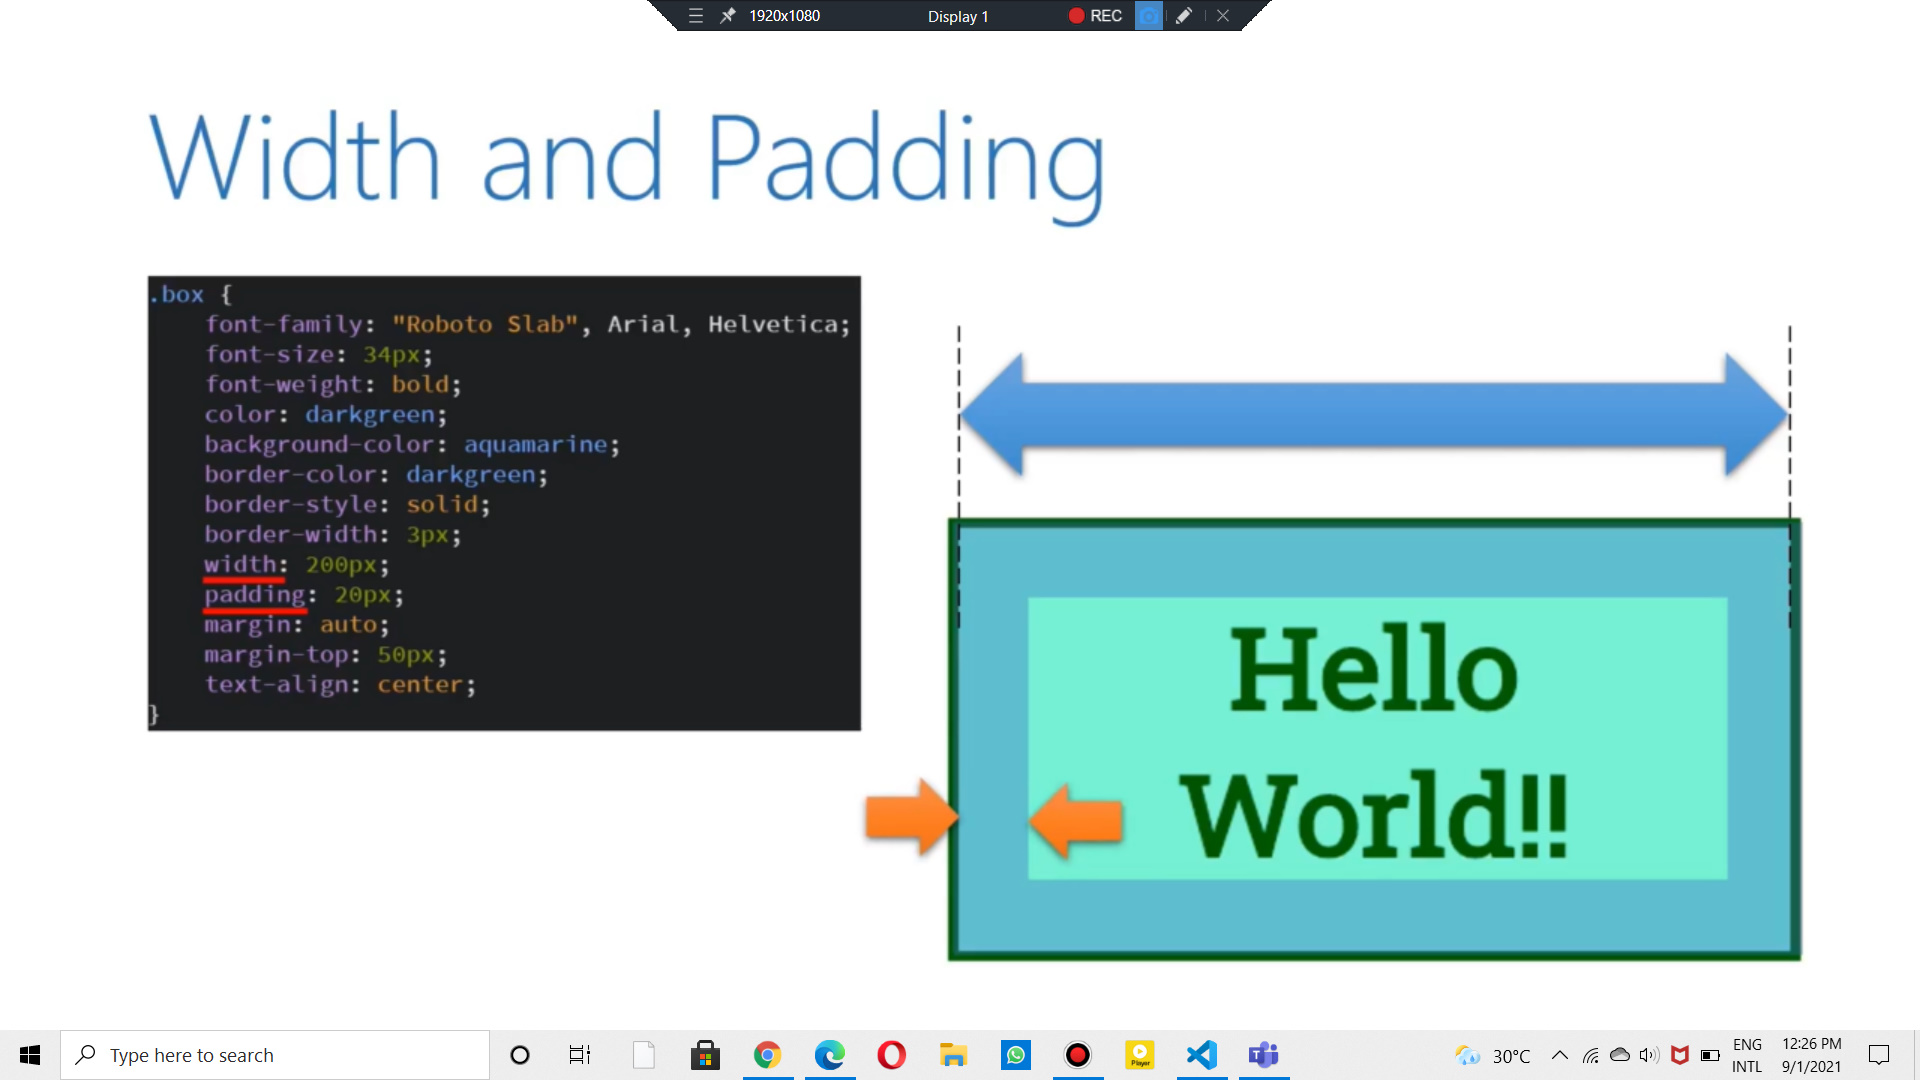 1920x1080 Display 1 REC
Width and Padding
.box {
font-family: "Roboto Slab", Arial, Helvetica;
font-size: 34px;
font-weight: bold;
color: darkgreen;
background-color: aquamarine;
border-color: darkgreen;
border-style: solid;
border-width: 3px;
width: 200px;
padding: 20px;
margin: auto;
margin-top: 50px;
text-align: center;
}
Hello
World!!
Type here to search
Player
30°C
ENG
INTL
12:26 PM
9/1/2021